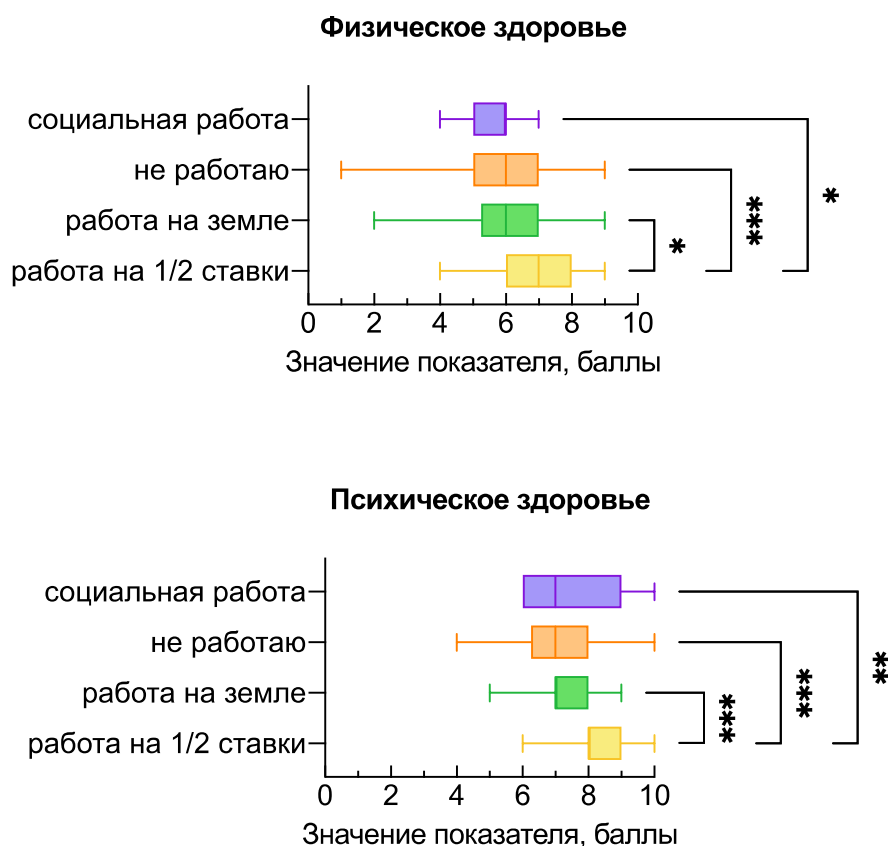 Физическое здоровье
социальная работа
не работаю
работа на земле
работа на 1/2 ставки
*
***
*
0 2 4 6 8 10
Значение показателя, баллы
Психическое здоровье
социальная работа
не работаю
работа на земле
работа на 1/2 ставки
**
***
***
0 2 4 6 8 10
Значение показателя, баллы